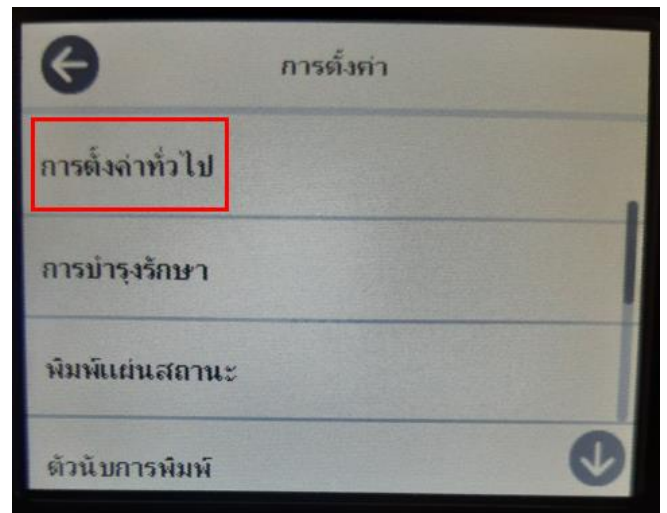 การตั้งค่า
การตั้งค่าทั่วไป
การบำรุงรักษา
พิมพ์แผ่นสถานะ
ตัวนับการพิมพ์